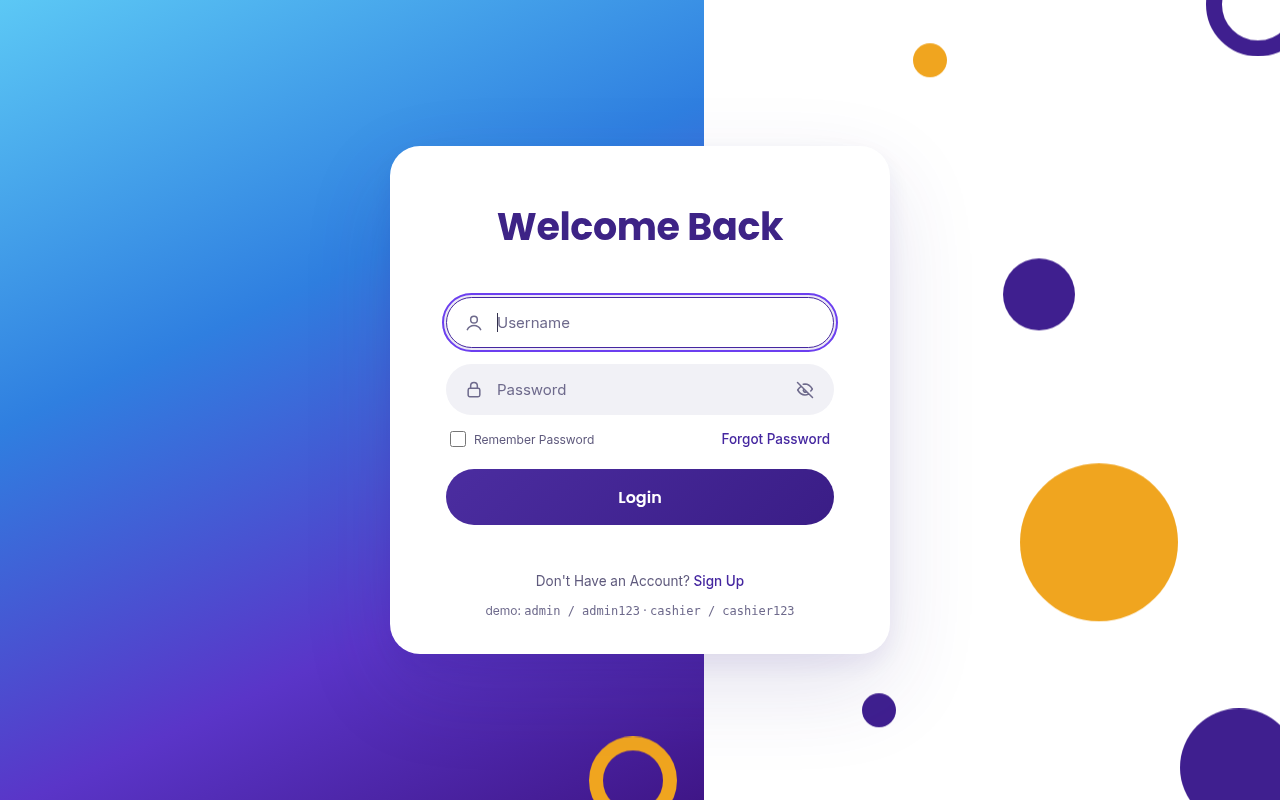 Welcome Back
Username
Password
Remember Password Forgot Password
Login
Don't Have an Account? Sign Up
demo: admin / admin123 · cashier / cashier123